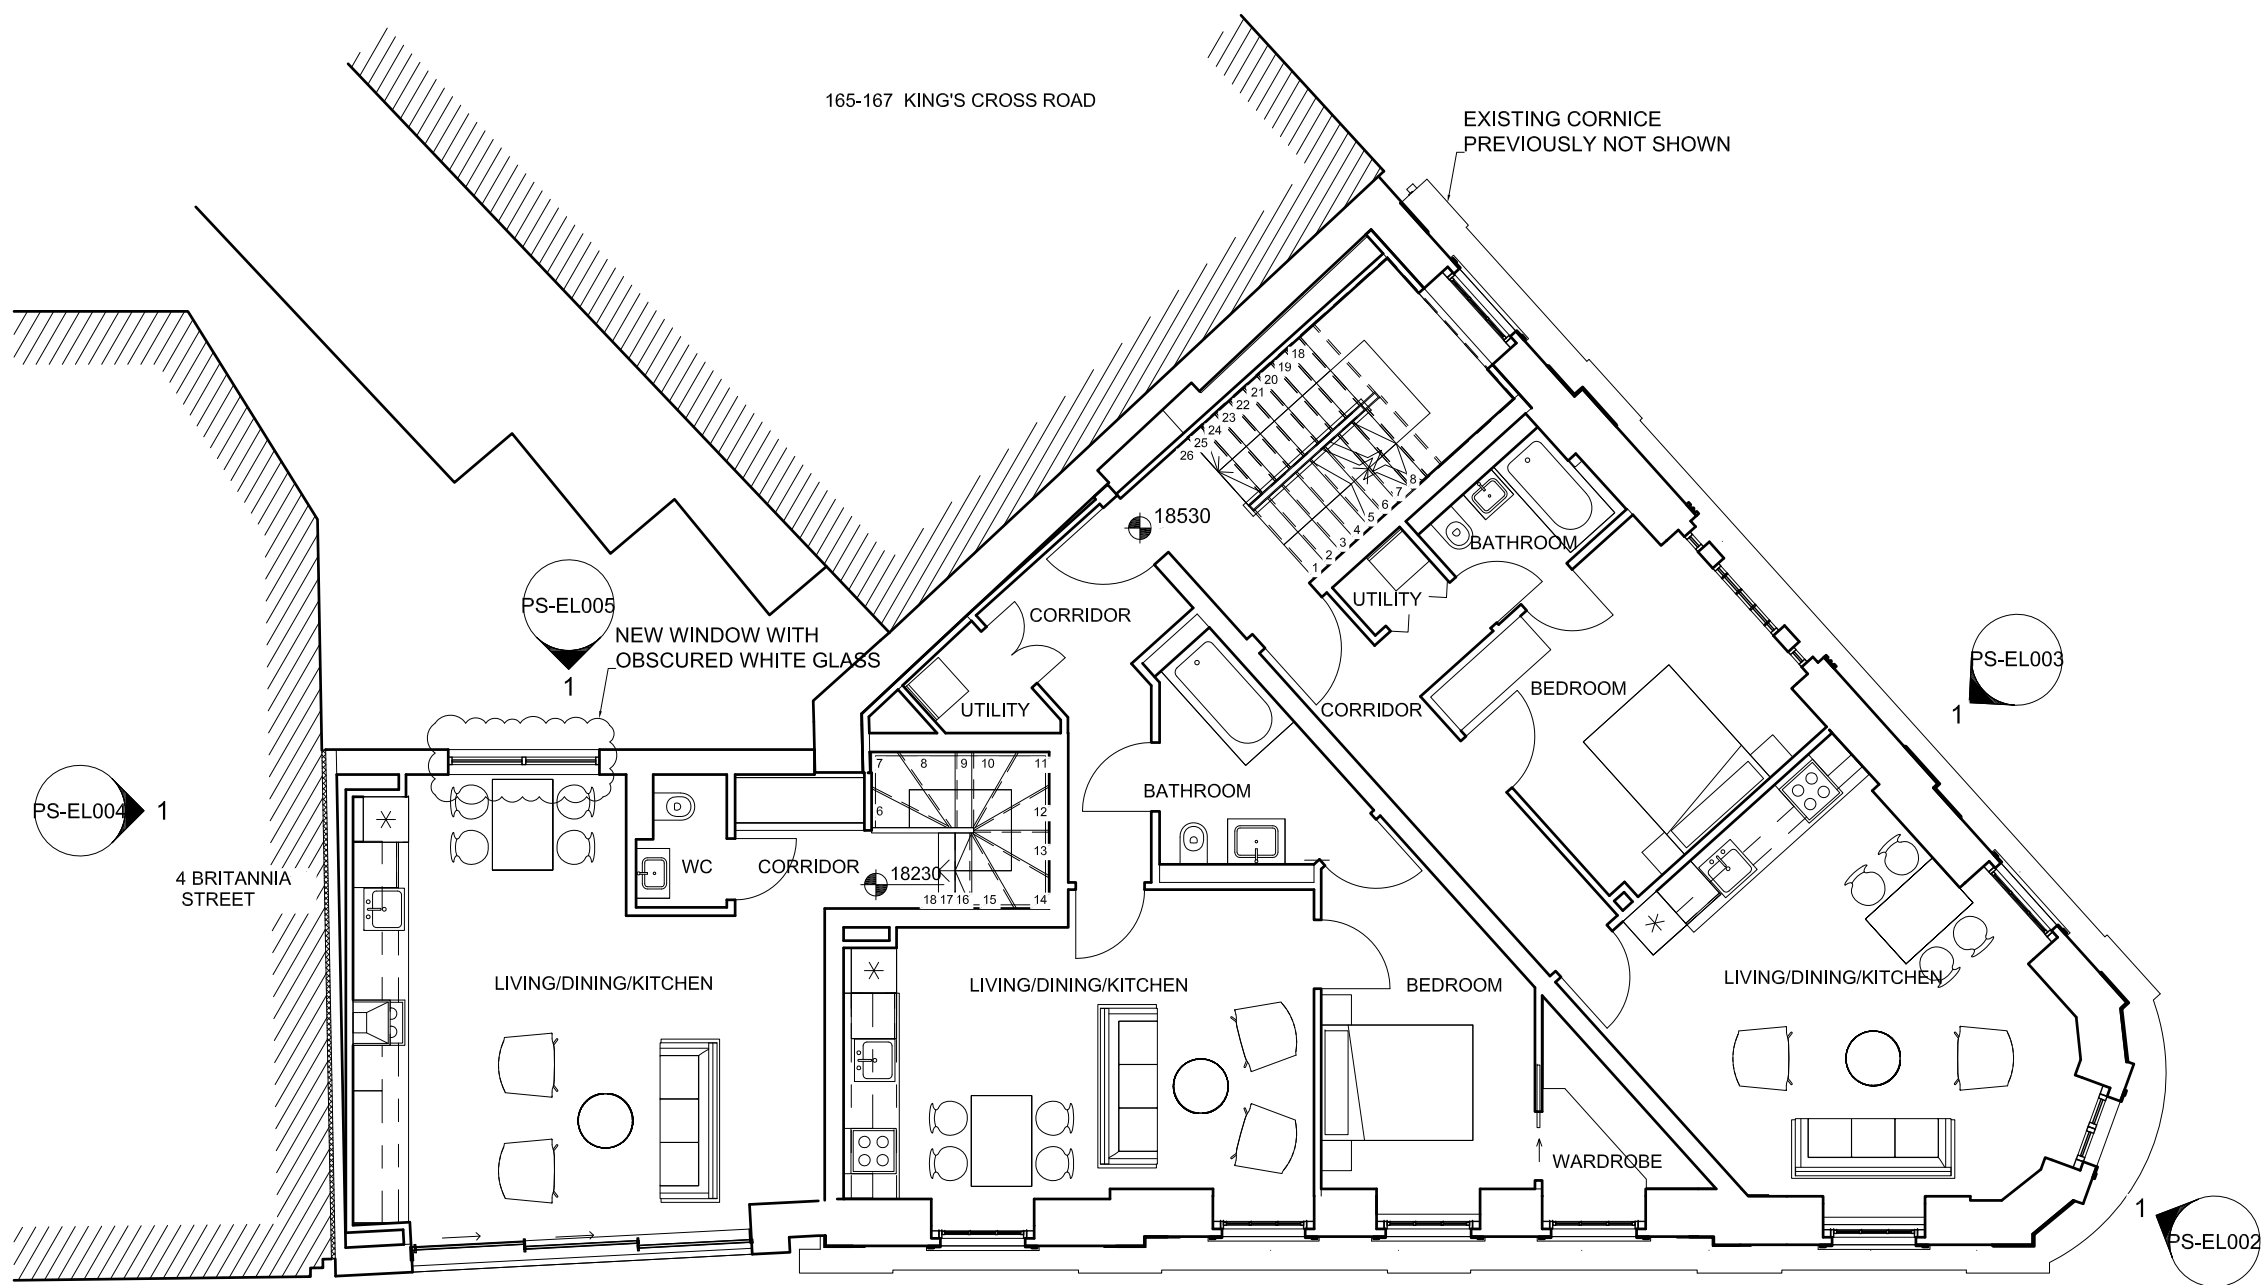 165-167 KING'S CROSS ROAD
EXISTING CORNICE
PREVIOUSLY NOT SHOWN
18
19
20
21
22
23
24
25
26
8
7
6
5
4
3
2
1
18530
BATHROOM
UTILITY
PS-EL005
1
NEW WINDOW WITH
OBSCURED WHITE GLASS
CORRIDOR
UTILITY
CORRIDOR
BEDROOM
PS-EL003
1
7
8
9
10
11
6
12
13
18
17
16
15
14
BATHROOM
PS-EL004
1
4 BRITANNIA
STREET
WC
CORRIDOR
18230
LIVING/DINING/KITCHEN
LIVING/DINING/KITCHEN
BEDROOM
LIVING/DINING/KITCHEN
WARDROBE
1
PS-EL002